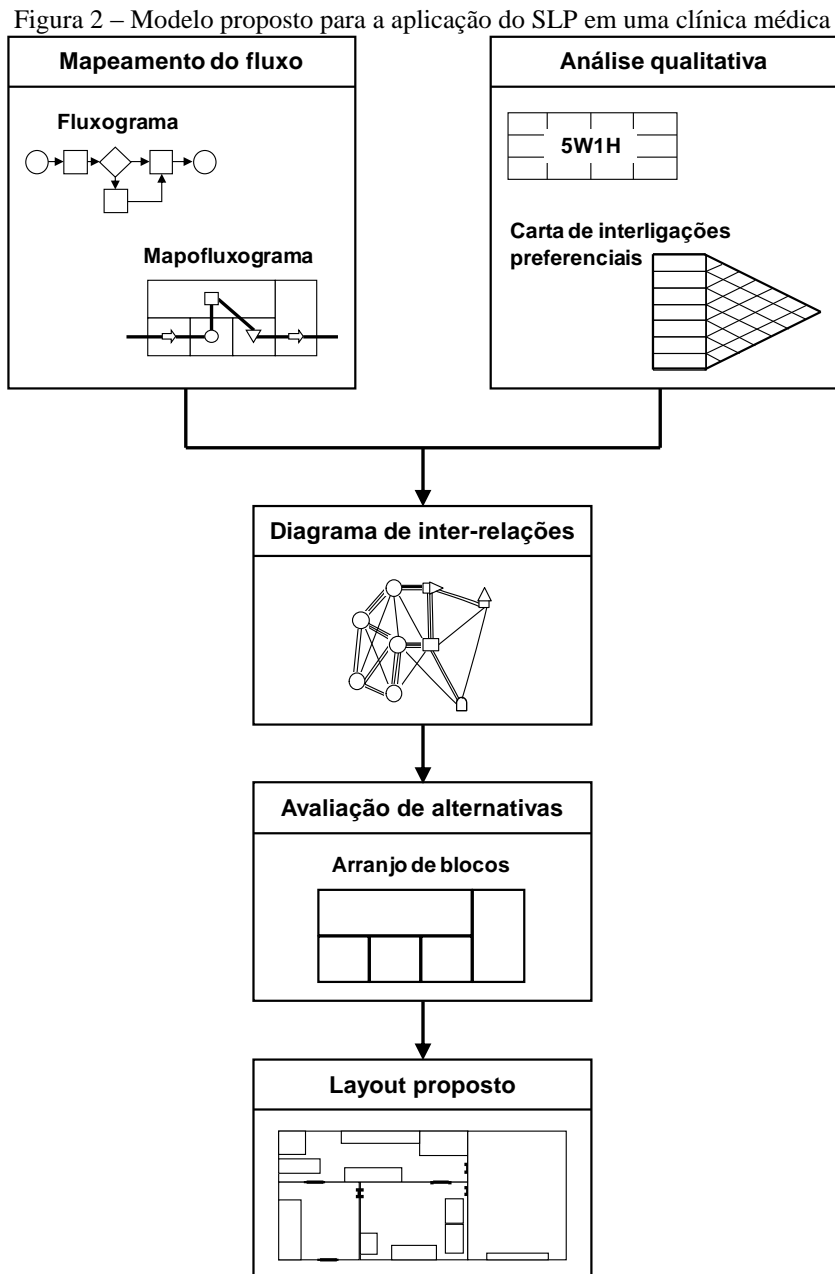 Figura 2 – Modelo proposto para a aplicação do SLP em uma clínica médica
Mapeamento do fluxo
Fluxograma
Mapofluxograma
Análise qualitativa
5W1H
Carta de interligações
preferenciais
Diagrama de inter-relações
Avaliação de alternativas
Arranjo de blocos
Layout proposto